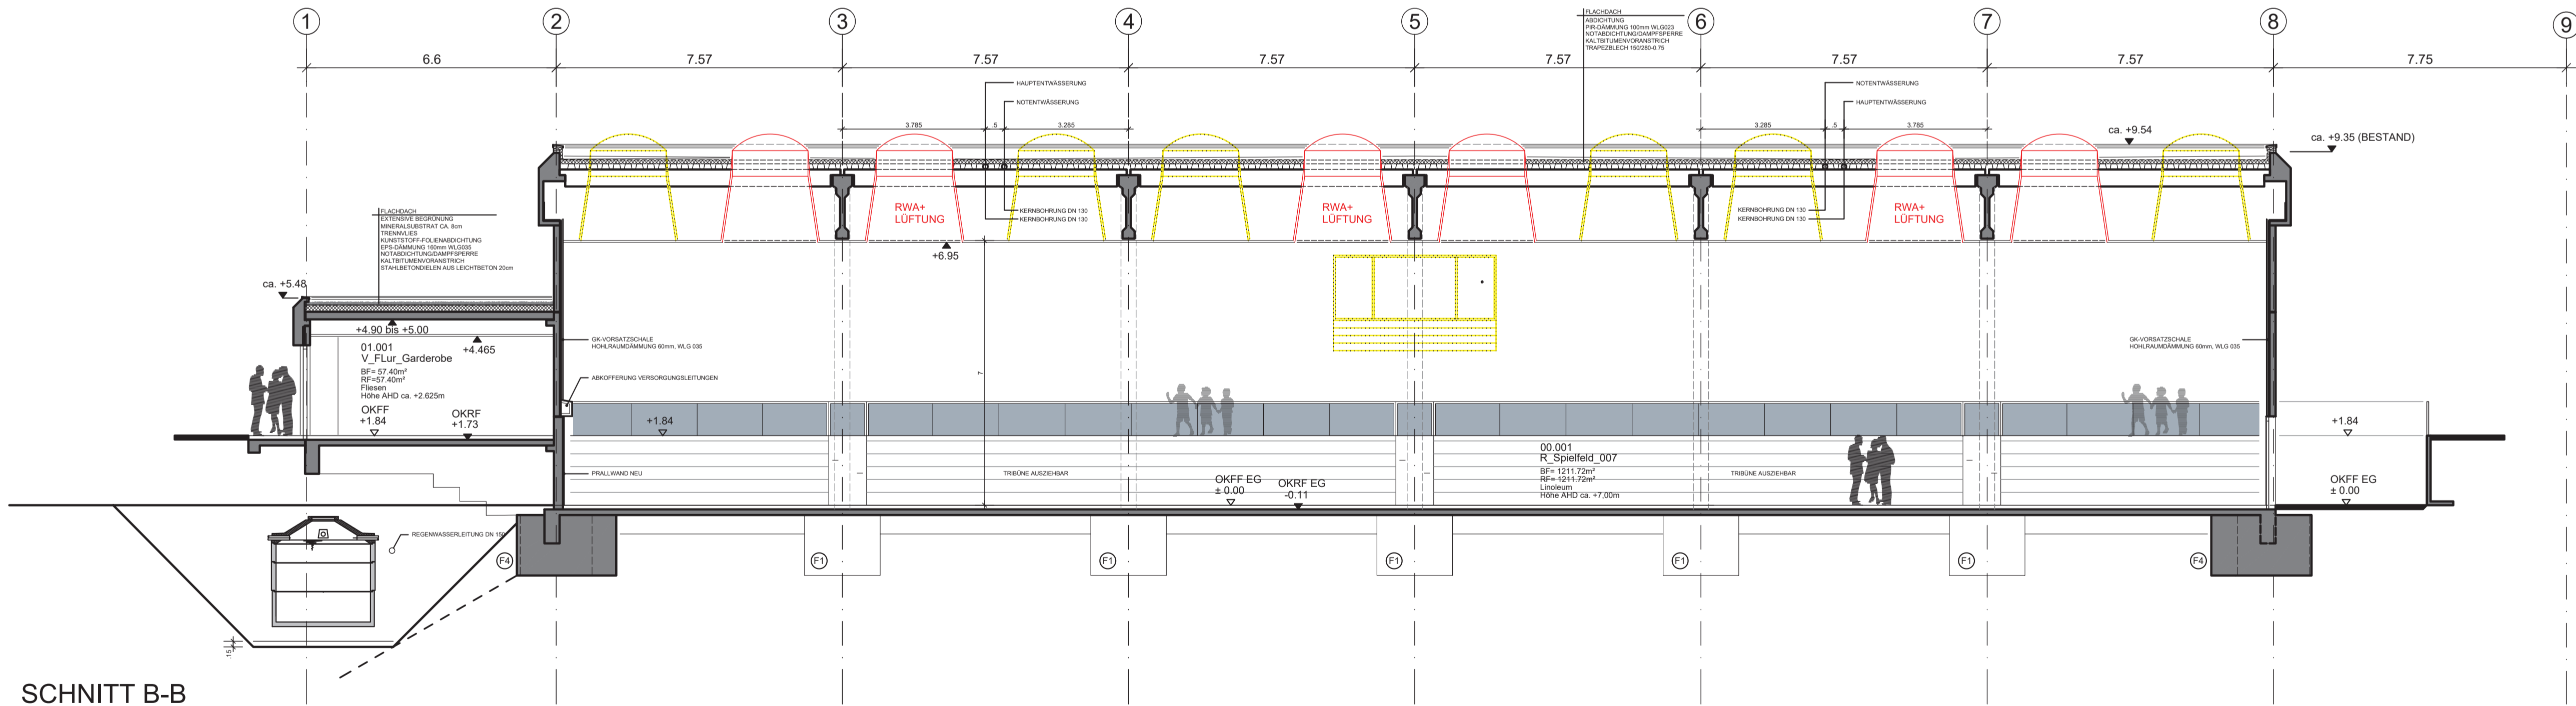 1
2
3
4
5
6
7
8
9
6.6
7.57
7.57
7.57
7.57
7.57
7.57
7.75
FLACHDACH
ABDICHTUNG
PIR-DÄMMUNG 100mm WLG023
NOTABDICHTUNG/DAMPFSPERRE
KALTBITUMENVORANSTRICH
TRAPEZBLECH 150/280-0.75
HAUPTENTWÄSSERUNG
NOTENTWÄSSERUNG
3.785
.5
3.285
NOTENTWÄSSERUNG
HAUPTENTWÄSSERUNG
3.285
.5
3.785
ca. +9.54
ca. +9.35 (BESTAND)
RWA+
LÜFTUNG
RWA+
LÜFTUNG
RWA+
LÜFTUNG
KERNBOHRUNG DN 130
KERNBOHRUNG DN 130
KERNBOHRUNG DN 130
KERNBOHRUNG DN 130
FLACHDACH
EXTENSIVE BEGRÜNUNG
MINERALSUBSTRAT CA. 8cm
TRENNVLIES
KUNSTSTOFF-FOLIENABDICHTUNG
EPS-DÄMMUNG 160mm WLG035
NOTABDICHTUNG/DAMPFSPERRE
KALTBITUMENVORANSTRICH
STAHLBETONDIELEN AUS LEICHTBETON 20cm
+6.95
ca. +5.48
+4.90 bis +5.00
+4.465
01.001
V_FLur_Garderobe
BF= 57.40m²
RF=57.40m²
Fliesen
Höhe AHD ca. +2.625m
OKFF
+1.84
OKRF
+1.73
GK-VORSATZSCHALE
HOHLRAUMDÄMMUNG 60mm, WLG 035
ABKOFFERUNG VERSORGUNGSLEITUNGEN
7
GK-VORSATZSCHALE
HOHLRAUMDÄMMUNG 60mm, WLG 035
+1.84
+1.84
PRALLWAND NEU
TRIBÜNE AUSZIEHBAR
OKFF EG
± 0.00
OKRF EG
-0.11
00.001
R_Spielfeld_007
BF= 1211.72m²
RF= 1211.72m²
Linoleum
Höhe AHD ca. +7,00m
TRIBÜNE AUSZIEHBAR
OKFF EG
± 0.00
REGENWASSERLEITUNG DN 150
F4
F1
F1
F1
F1
F1
F4
.15
SCHNITT B-B